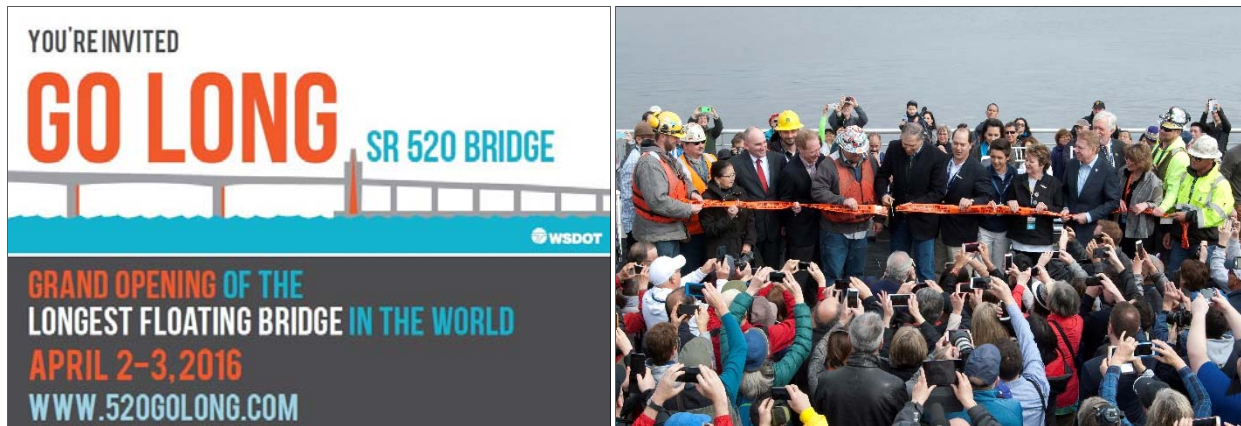 YOU'RE INVITED
GO LONG
SR 520 BRIDGE
WSDOT
GRAND OPENING OF THE
LONGEST FLOATING BRIDGE IN THE WORLD
APRIL 2-3, 2016
WWW.520GOLONG.COM